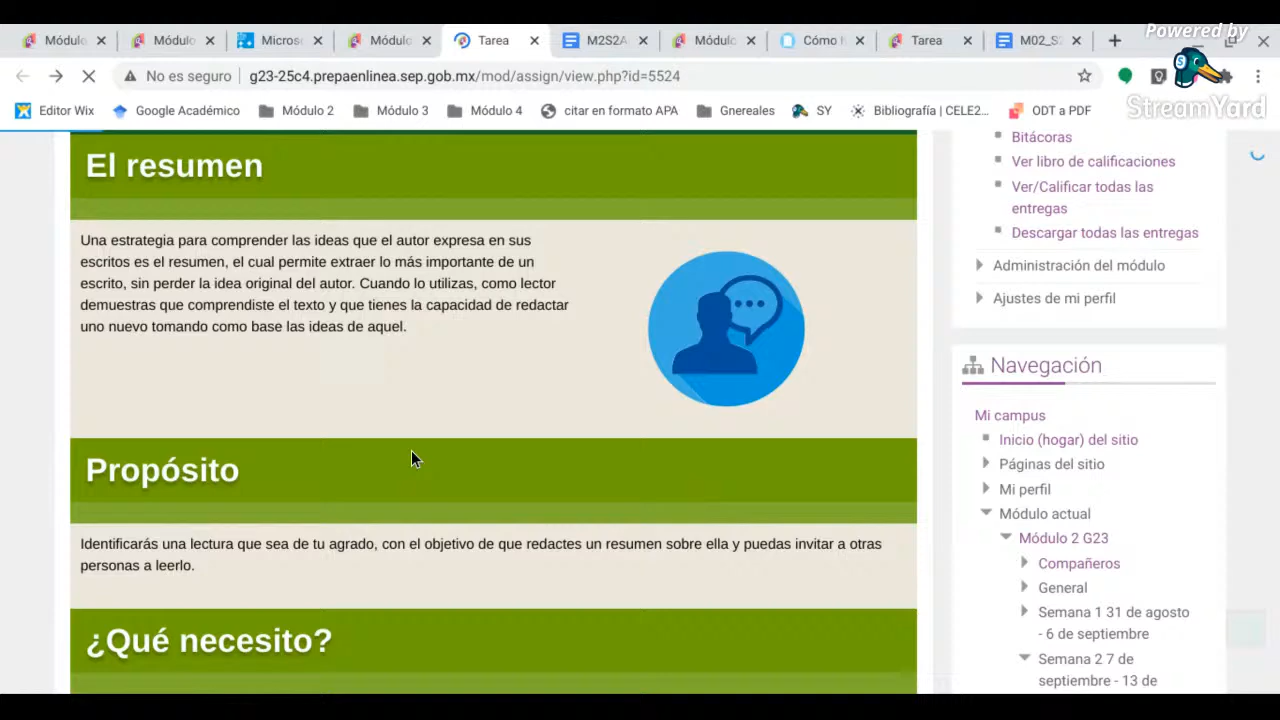 Powered by
StreamYard
Módulo
Módulo
Micros
Módulo
Tarea
M2S2A
Módulo
Cómo
Tarea
M02_S
No es seguro
g23-25c4.prepaenlinea.sep.gob.mx/mod/assign/view.php?id=5524
Editor Wix
Google Académico
Módulo 2
Módulo 3
Módulo 4
citar en formato APA
Gnereales
SY
Bibliografía | CELE2...
ODT a PDF
El resumen
Una estrategia para comprender las ideas que el autor expresa en sus
escritos es el resumen, el cual permite extraer lo más importante de un
escrito, sin perder la idea original del autor. Cuando lo utilizas, como lector
demuestras que comprendiste el texto y que tienes la capacidad de redactar
uno nuevo tomando como base las ideas de aquel.
Propósito
Identificarás una lectura que sea de tu agrado, con el objetivo de que redactes un resumen sobre ella y puedas invitar a otras
personas a leerlo.
¿Qué necesito?
Bitácoras
Ver libro de calificaciones
Ver/Calificar todas las
entregas
Descargar todas las entregas
Administración del módulo
Ajustes de mi perfil
Navegación
Mi campus
Inicio (hogar) del sitio
Páginas del sitio
Mi perfil
Módulo actual
Módulo 2 G23
Compañeros
General
Semana 1 31 de agosto
- 6 de septiembre
Semana 2 7 de
septiembre - 13 de